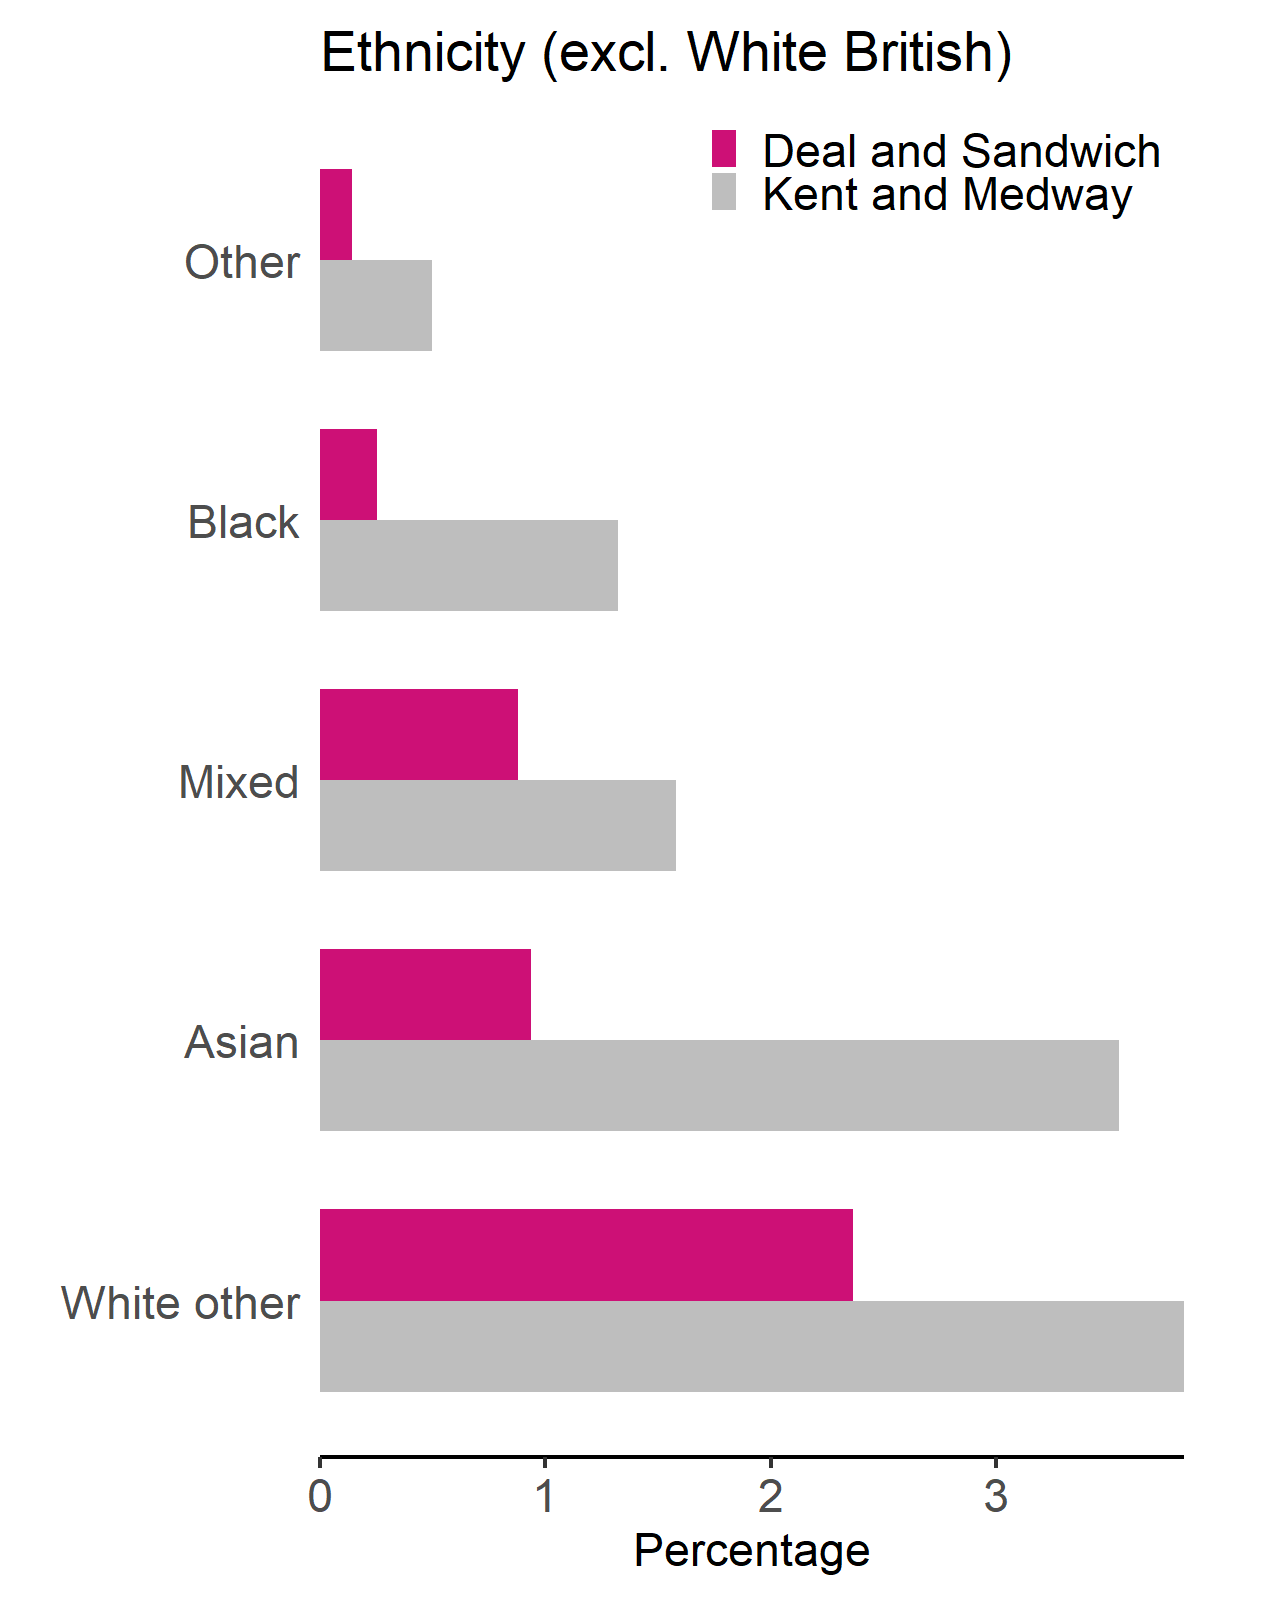 Ethnicity (excl. White British)
Deal and Sandwich
Kent and Medway
Other
Black
Mixed
Asian
White other
0 1 2 3
Percentage